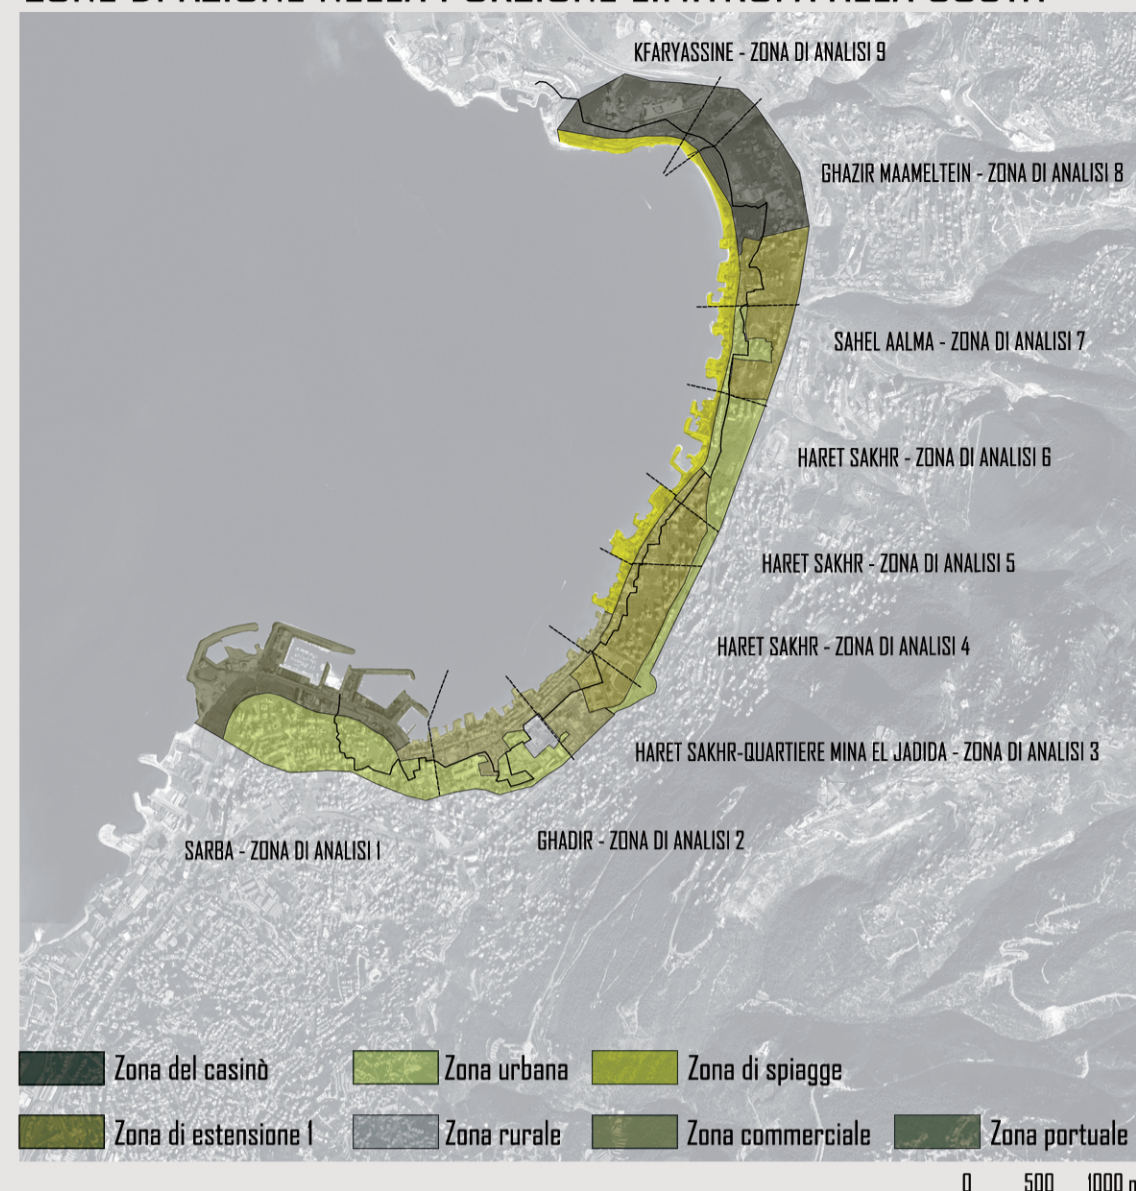 KFARYASSINE - ZONA DI ANALISI 9
GHAZIR MAAMELTEIN - ZONA DI ANALISI 8
SAHEL AALMA - ZONA DI ANALISI 7
HARET SAKHR - ZONA DI ANALISI 6
HARET SAKHR - ZONA DI ANALISI 5
HARET SAKHR - ZONA DI ANALISI 4
HARET SAKHR-QUARTIERE MINA EL JADIDA - ZONA DI ANALISI 3
GHADIR - ZONA DI ANALISI 2
SARBA - ZONA DI ANALISI 1
Zona del casinò Zona urbana Zona di spiagge
Zona di estensione 1 Zona rurale Zona commerciale Zona portuale
0 500 1000 m